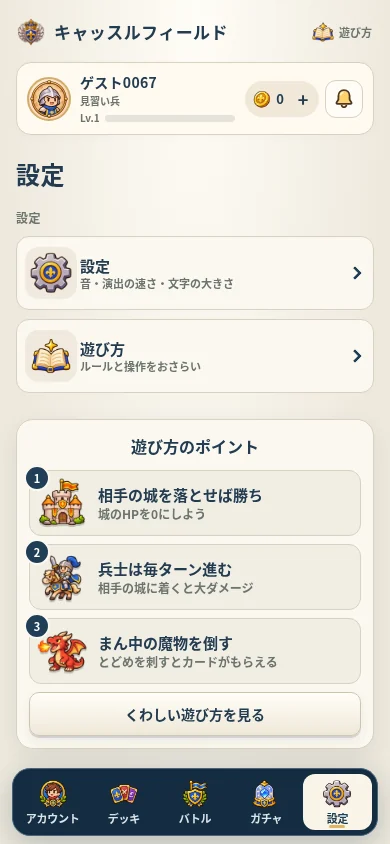 キャッスルフィールド
遊び方
ゲスト0067
見習い兵
Lv.1
0 +
設定
設定
設定
音・演出の速さ・文字の大きさ
遊び方
ルールと操作をおさらい
遊び方のポイント
1
相手の城を落とせば勝ち
城のHPを0にしよう
2
兵士は毎ターン進む
相手の城に着くと大ダメージ
3
まん中の魔物を倒す
とどめを刺すとカードがもらえる
くわしい遊び方を見る
アカウント
デッキ
バトル
ガチャ
設定